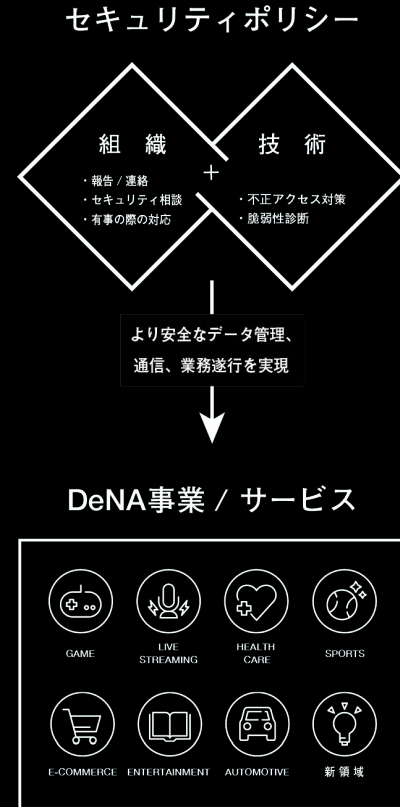 セキュリティポリシー
組織
・報告 / 連絡
・セキュリティ相談
・有事の際の対応
+
技術
・不正アクセス対策
・脆弱性診断
より安全なデータ管理、
通信、業務遂行を実現
DeNA事業 / サービス
GAME
LIVE
STREAMING
HEALTH
CARE
SPORTS
E-COMMERCE
ENTERTAINMENT
AUTOMOTIVE
新領域